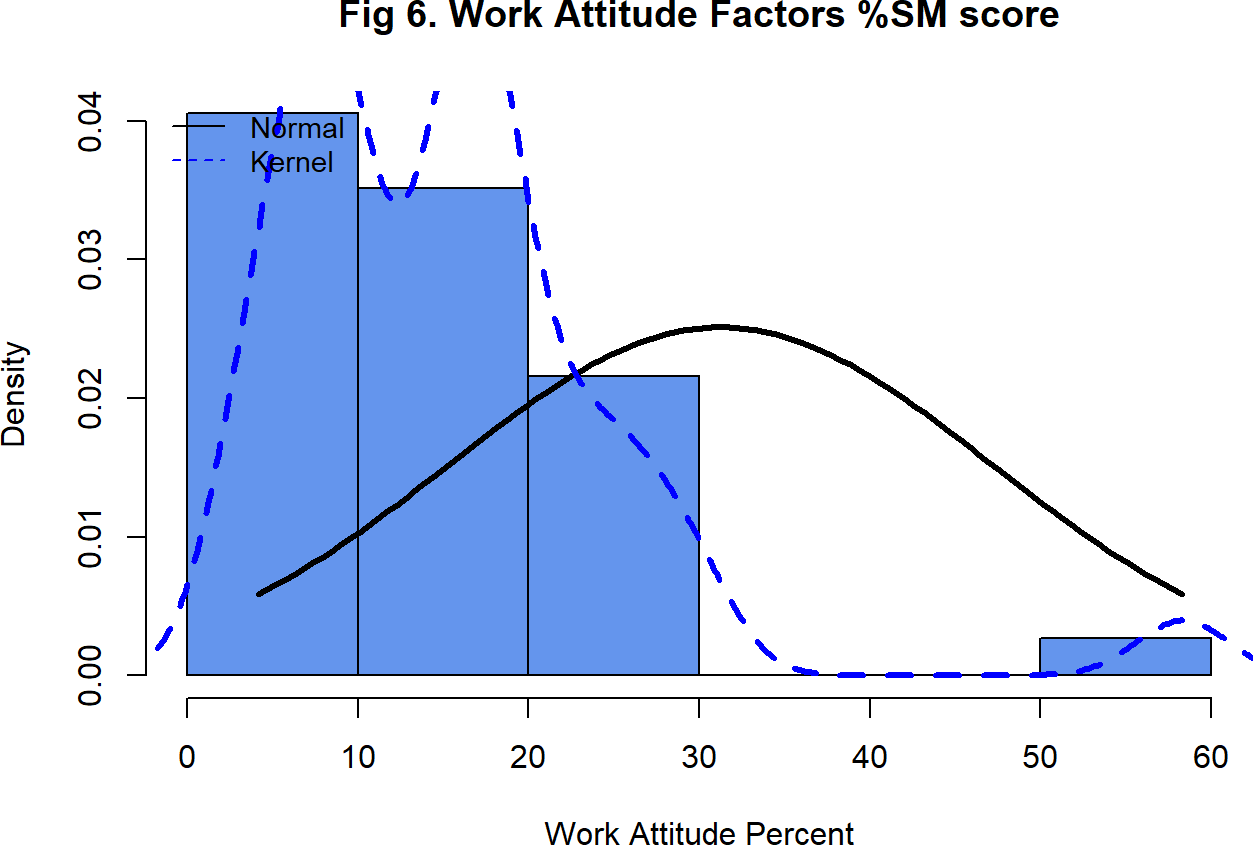 Fig 6. Work Attitude Factors %SM score
Normal
Kernel
0.04
0.03
0.02
0.01
0.00
Density
0 10 20 30 40 50 60
Work Attitude Percent